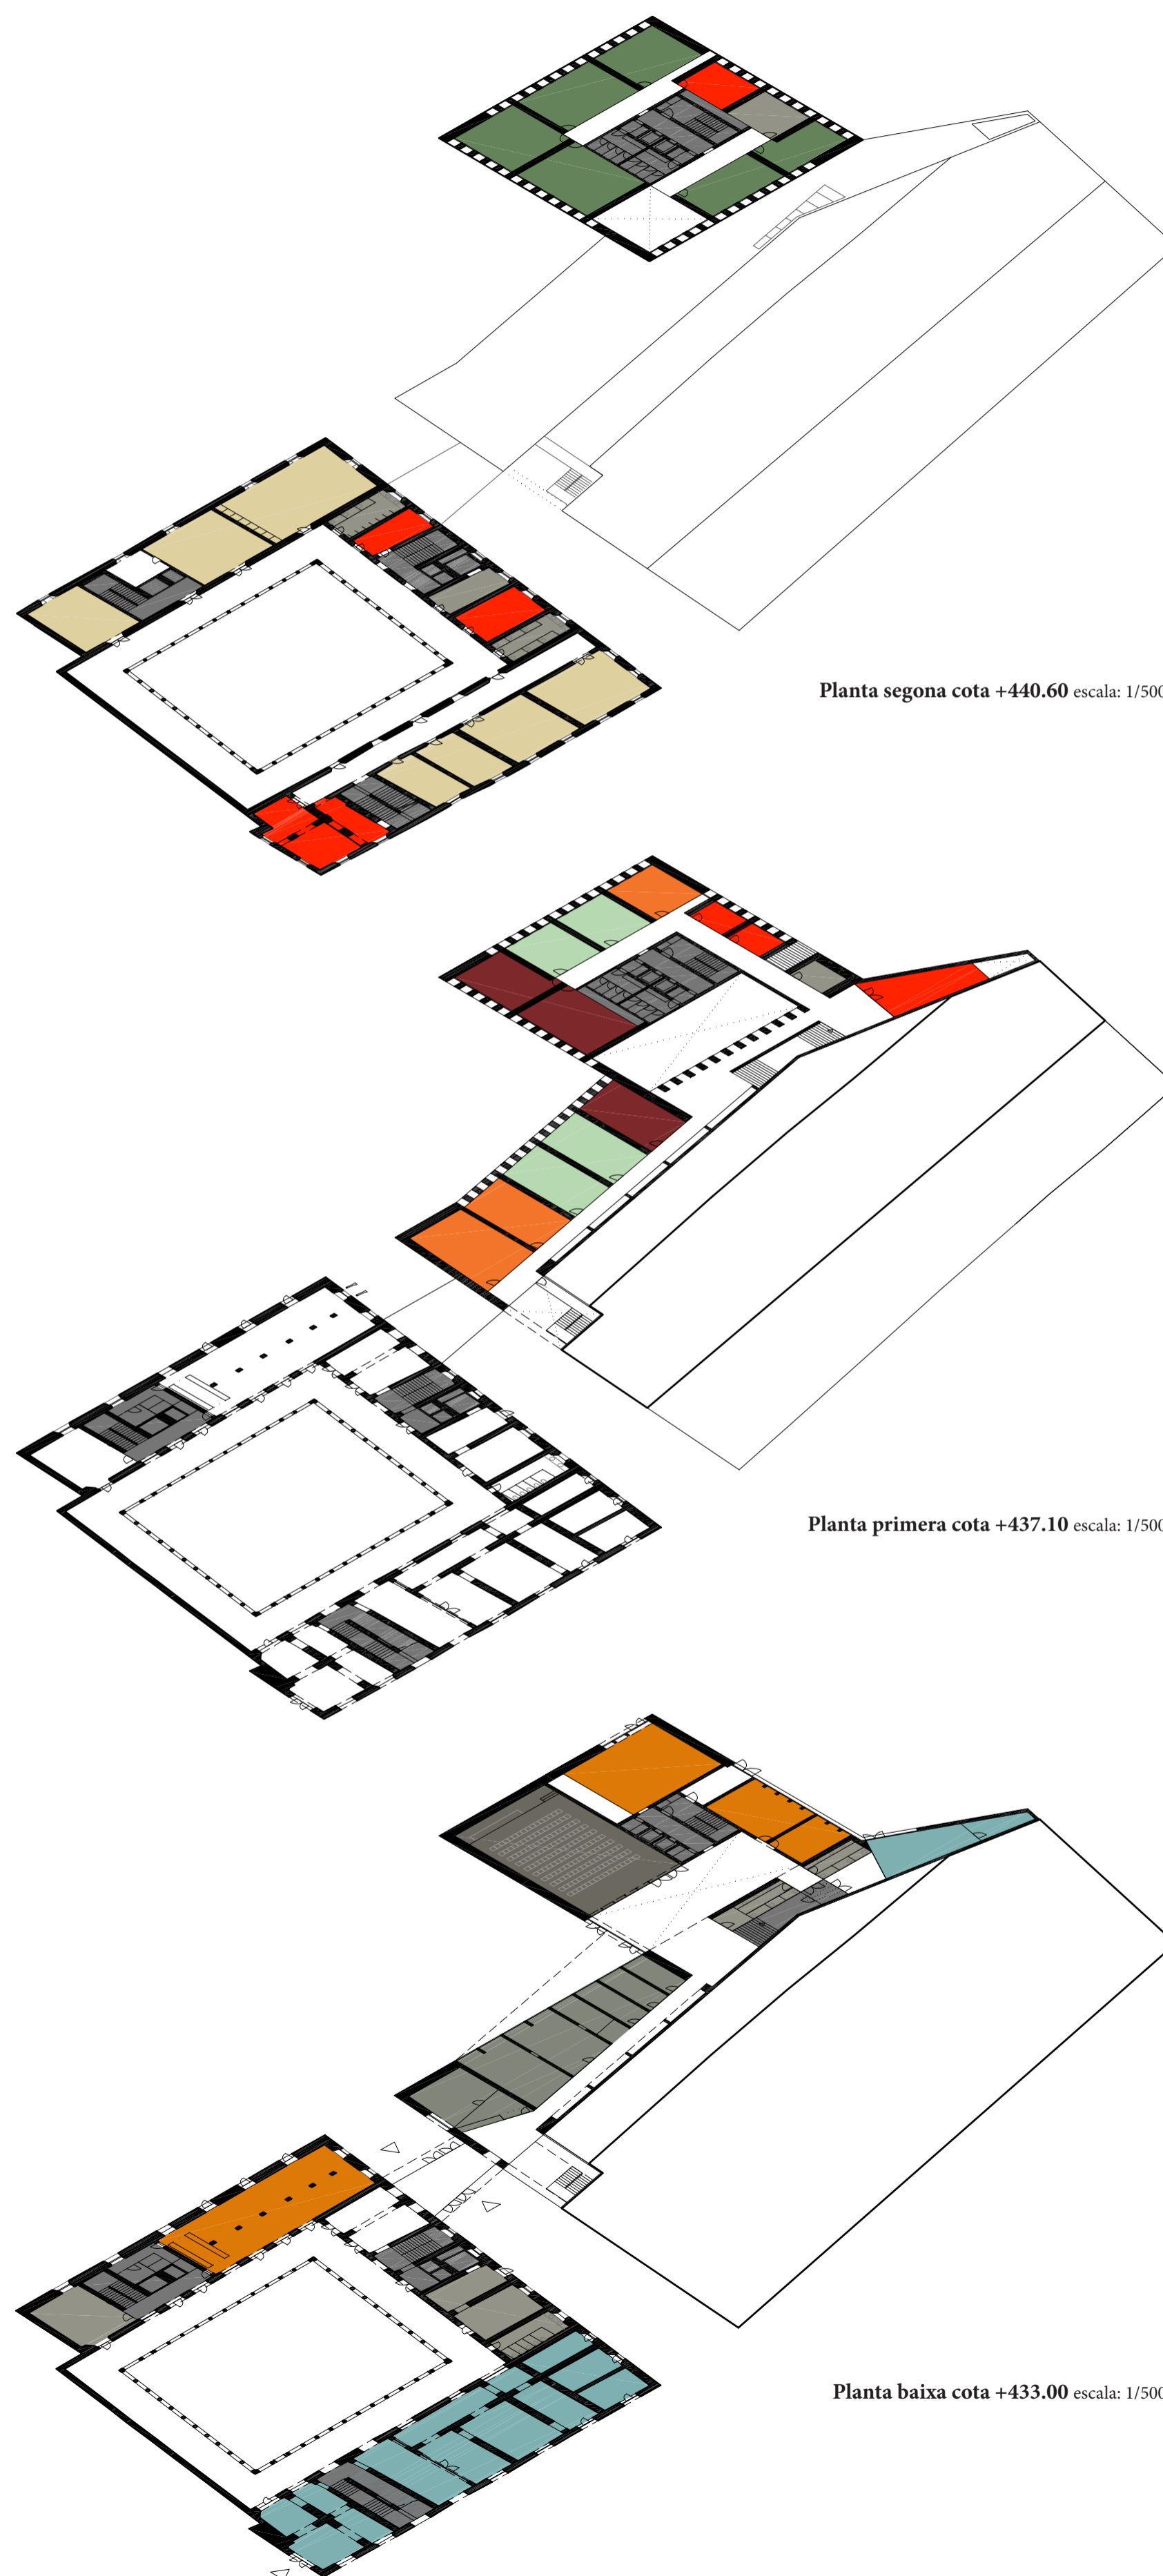 Planta segona cota +440.60 escala: 1/500
Planta primera cota +437.10 escala: 1/500
Planta baixa cota +433.00 escala: 1/500